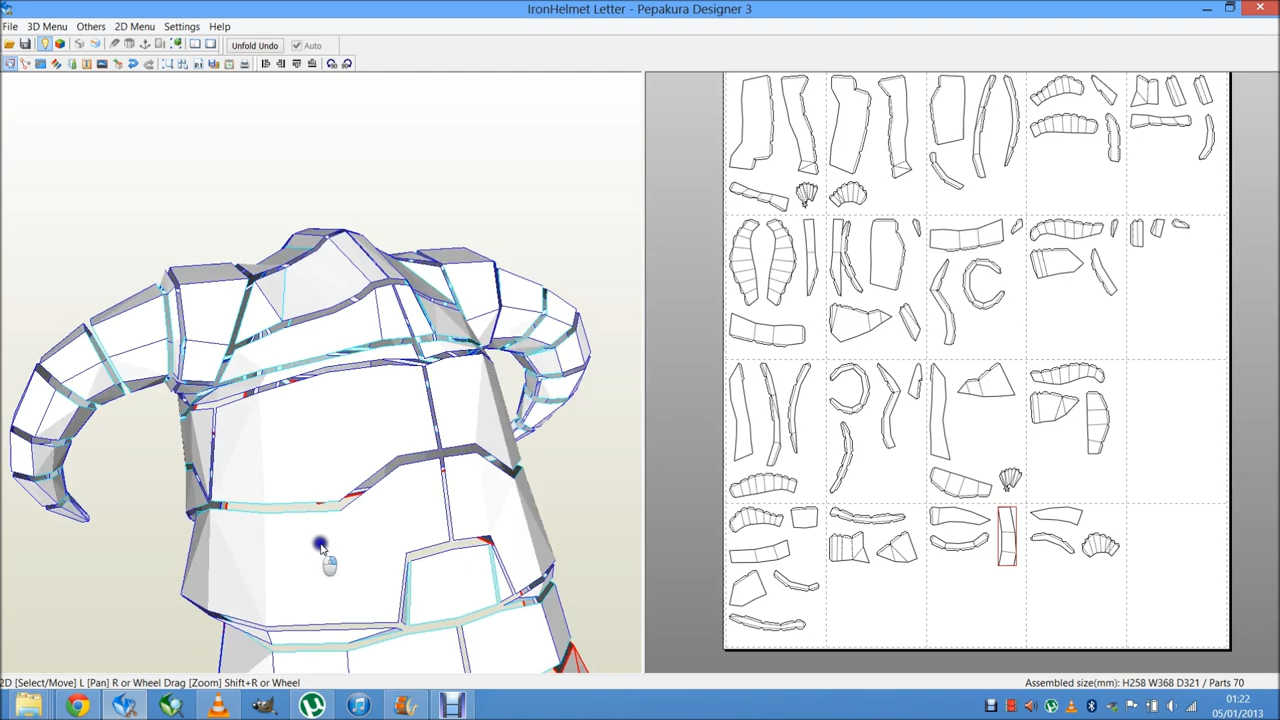 IronHelmet Letter - Pepakura Designer 3
File 3D Menu Others 2D Menu Settings Help
Unfold Undo Auto
2D [Select/Move] L [Pan] R or Wheel Drag [Zoom] Shift+R or Wheel
Assembled size(mm): H258 W368 D321 / Parts 70
01:22
05/01/2013